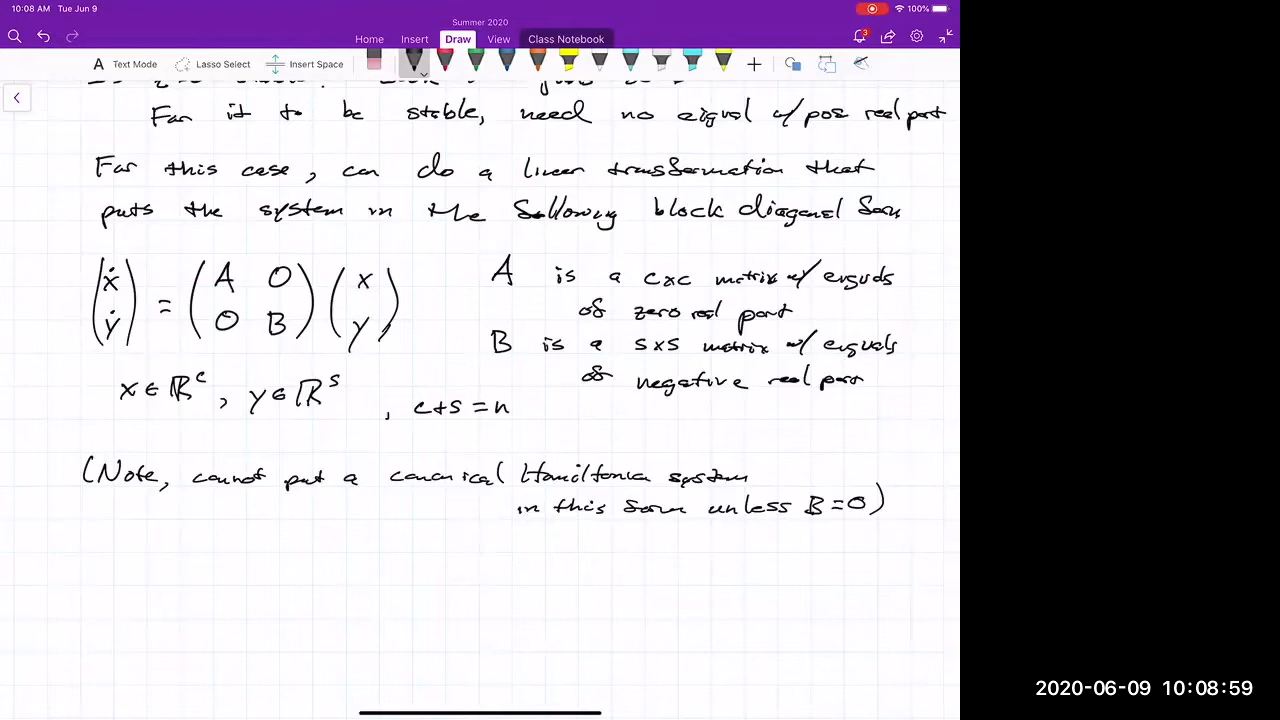 10:08 AM Tue Jun 9
100%
Summer 2020
Home Insert Draw View Class Notebook
3
A Text Mode Lasso Select Insert Space
For it to be stable, need no eigval w/ pos real part
For this case, can do a linear transformation that
puts the system in the following block diagonal form
(ẋ ẏ) = (A 0 0 B) (x y)
A is a c×c matrix w/ eigvals
of zero real part
B is a s×s matrix w/ eigvals
of negative real part
x ∈ ℝ^c, y ∈ ℝ^s, c+s = n
(Note, cannot put a canonical Hamiltonian system
in this form unless B = 0)
2020-06-09 10:08:59